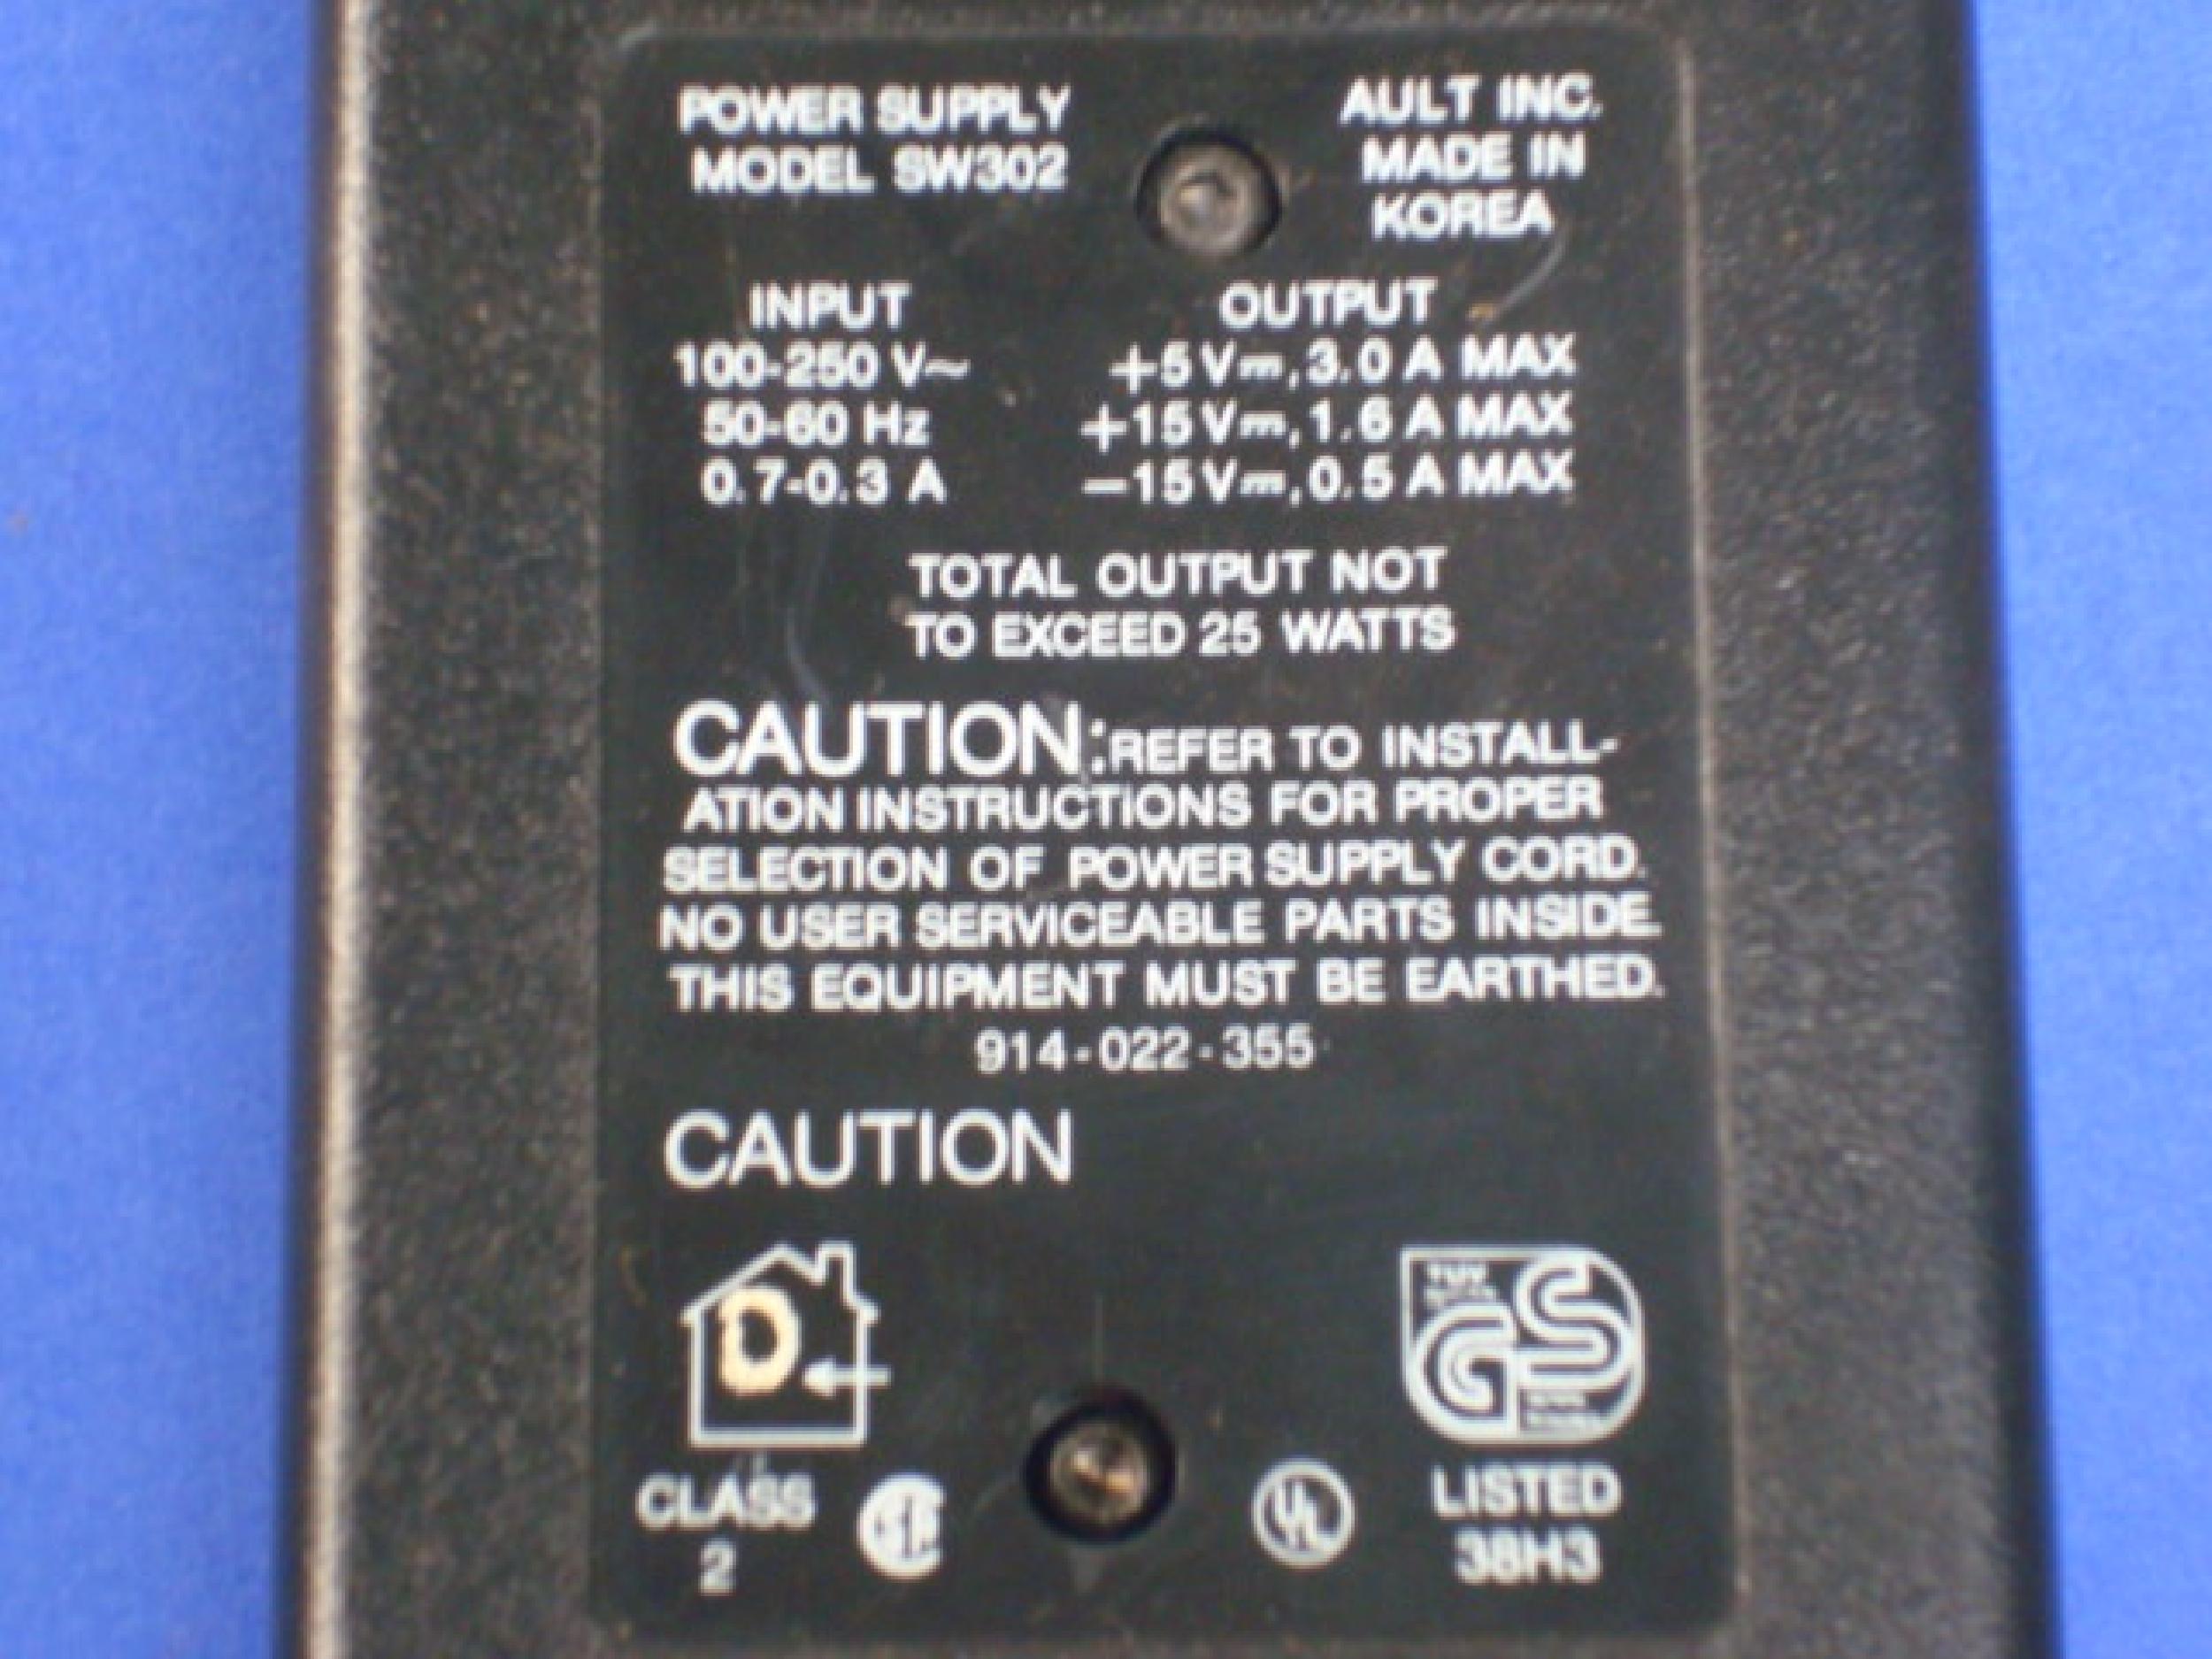 POWER SUPPLY
MODEL SW302
AULT INC.
MADE IN
KOREA
INPUT
100-250 V~
50-60 Hz
0.7-0.3 A
OUTPUT
+5 V⎓, 3.0 A MAX
+15 V⎓, 1.6 A MAX
−15 V⎓, 0.5 A MAX
TOTAL OUTPUT NOT
TO EXCEED 25 WATTS
CAUTION: REFER TO INSTALL-
ATION INSTRUCTIONS FOR PROPER
SELECTION OF POWER SUPPLY CORD.
NO USER SERVICEABLE PARTS INSIDE.
THIS EQUIPMENT MUST BE EARTHED.
914-022-355
CAUTION
D
GS
CLASS
2
UL
LISTED
38H3